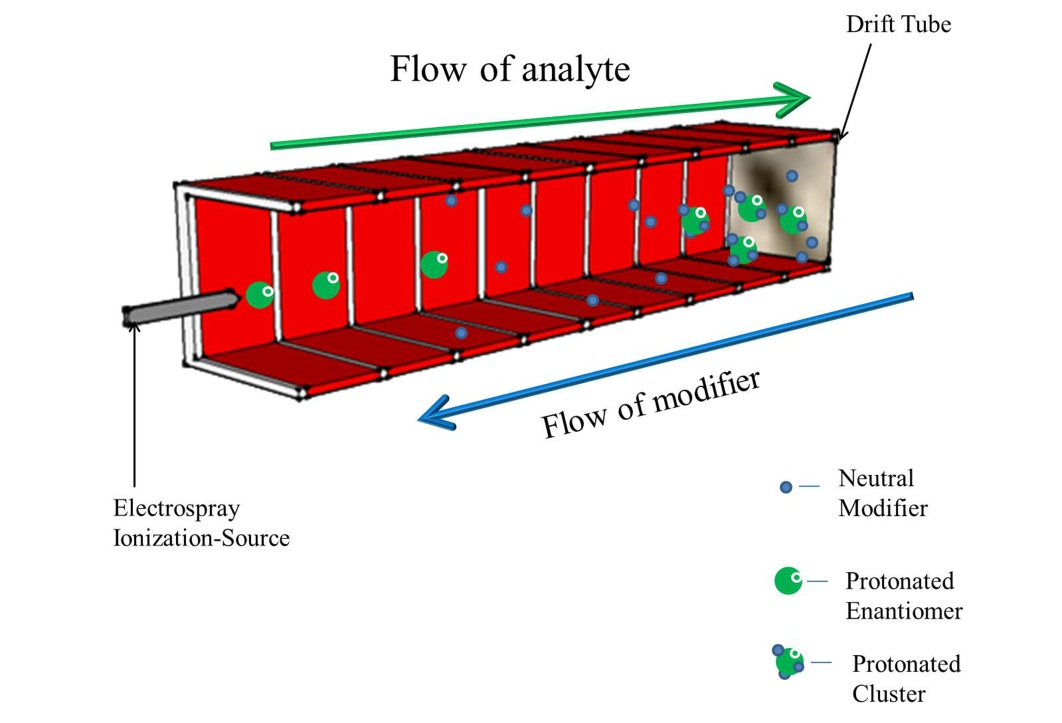 Drift Tube
Flow of analyte
Flow of modifier
Electrospray
Ionization-Source
Neutral
Modifier
Protonated
Enantiomer
Protonated
Cluster